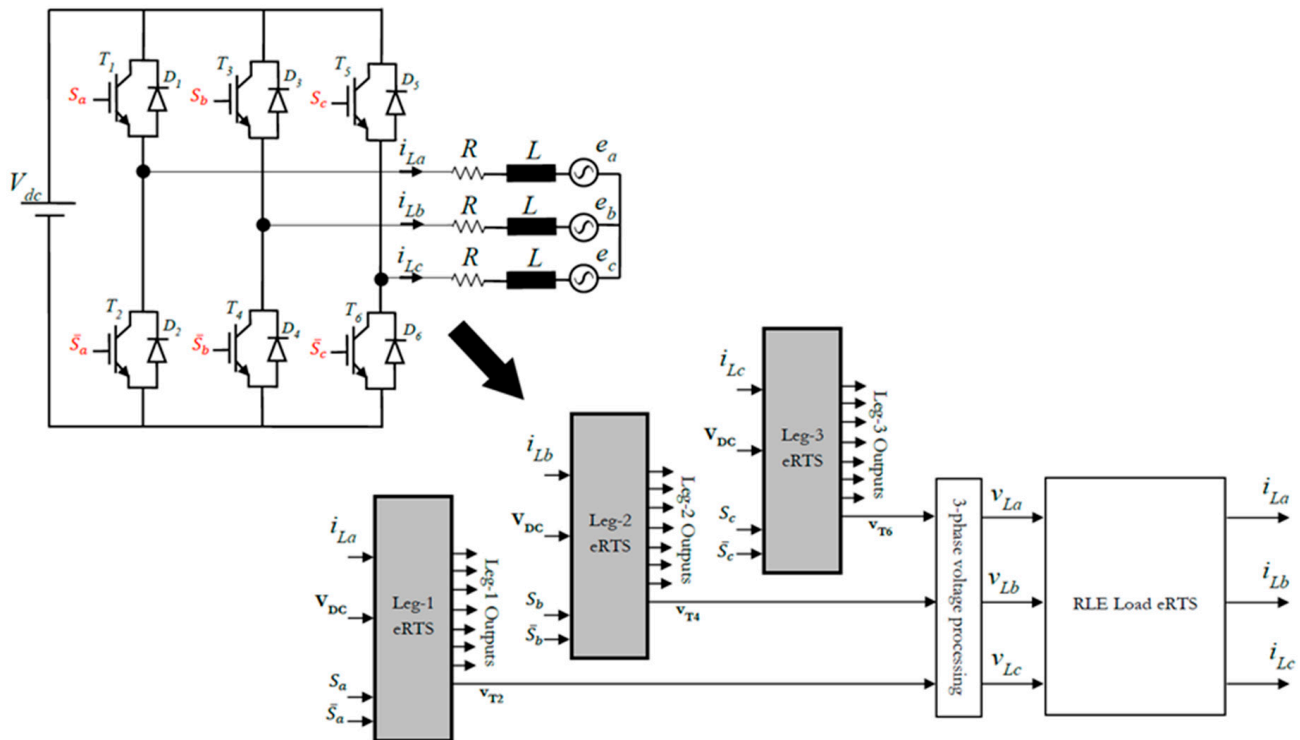 T1
D1
T3
D3
T5
D5
Sa
Sb
Sc
iLa
R
L
ea
Vdc
iLb
R
L
eb
iLc
R
L
ec
T2
D2
T4
D4
T6
D6
S̄a
S̄b
S̄c
iLc
VDC
Leg-3
eRTS
Leg-3 Outputs
Sc
S̄c
vT6
iLb
VDC
Leg-2
eRTS
Leg-2 Outputs
Sb
S̄b
vT4
iLa
VDC
Leg-1
eRTS
Leg-1 Outputs
Sa
S̄a
vT2
3-phase voltage processing
vLa
vLb
vLc
RLE Load eRTS
iLa
iLb
iLc